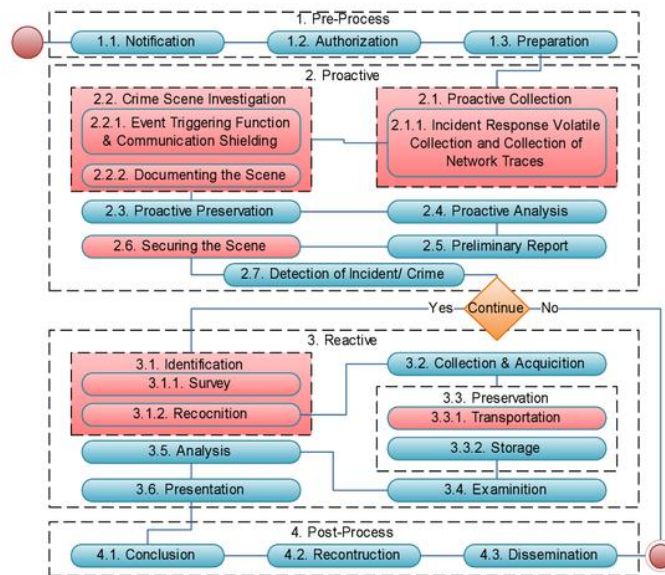 1. Pre-Process
1.1. Notification
1.2. Authorization
1.3. Preparation
2. Proactive
2.2. Crime Scene Investigation
2.2.1. Event Triggering Function
& Communication Shielding
2.2.2. Documenting the Scene
2.1. Proactive Collection
2.1.1. Incident Response Volatile
Collection and Collection of
Network Traces
2.3. Proactive Preservation
2.4. Proactive Analysis
2.6. Securing the Scene
2.5. Preliminary Report
2.7. Detection of Incident/ Crime
Yes
Continue
No
3. Reactive
3.1. Identification
3.1.1. Survey
3.1.2. Recocnition
3.2. Collection & Acquicition
3.3. Preservation
3.3.1. Transportation
3.3.2. Storage
3.5. Analysis
3.6. Presentation
3.4. Examinition
4. Post-Process
4.1. Conclusion
4.2. Recontruction
4.3. Dissemination